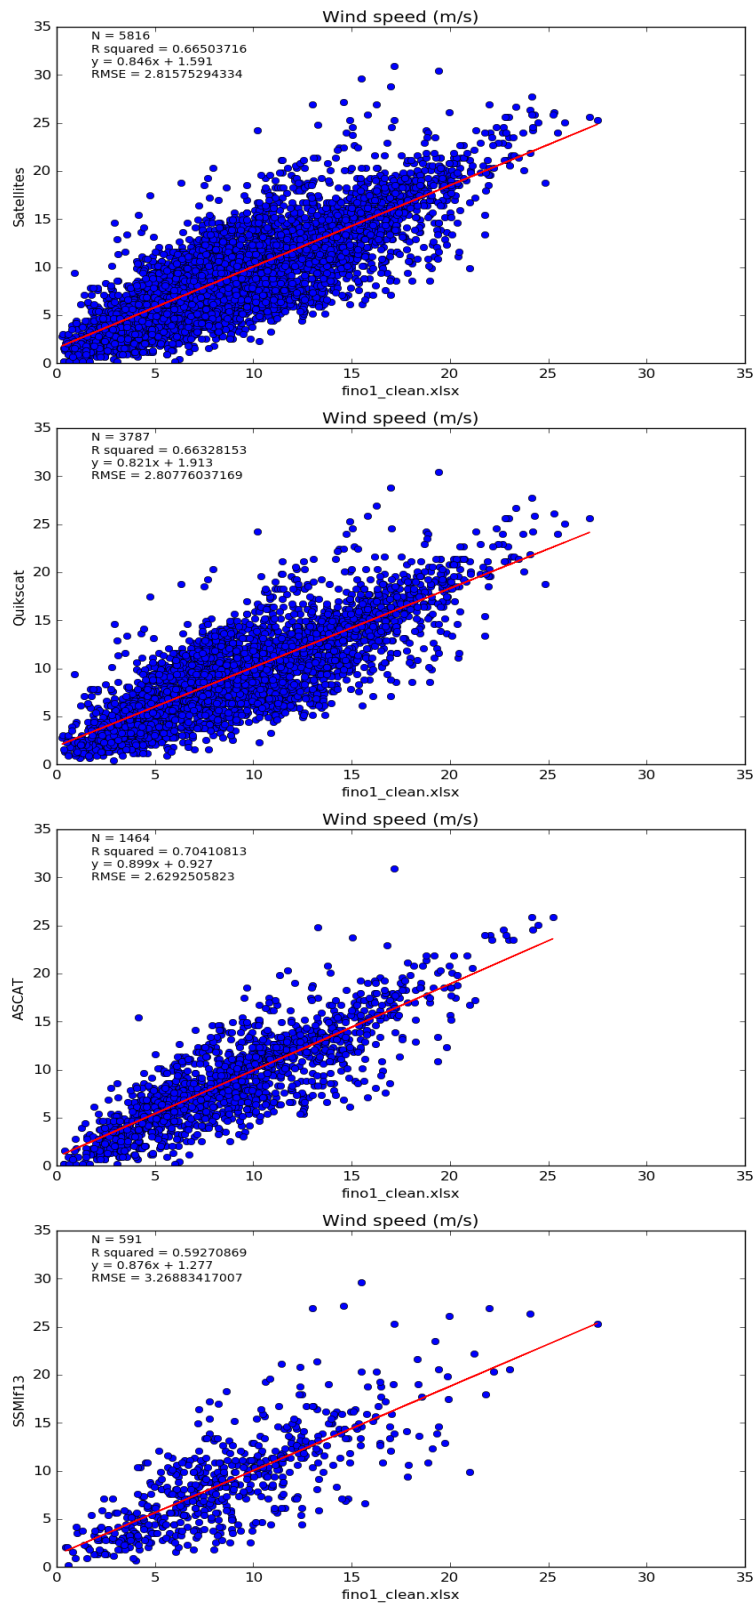 Wind speed (m/s)
N = 5816
R squared = 0.66503716
y = 0.846x + 1.591
RMSE = 2.81575294334
35
30
25
20
15
10
5
0
Satellites
0 5 10 15 20 25 30 35
fino1_clean.xlsx
Wind speed (m/s)
N = 3787
R squared = 0.66328153
y = 0.821x + 1.913
RMSE = 2.80776037169
35
30
25
20
15
10
5
0
Quikscat
0 5 10 15 20 25 30 35
fino1_clean.xlsx
Wind speed (m/s)
N = 1464
R squared = 0.70410813
y = 0.899x + 0.927
RMSE = 2.6292505823
35
30
25
20
15
10
5
0
ASCAT
0 5 10 15 20 25 30 35
fino1_clean.xlsx
Wind speed (m/s)
N = 591
R squared = 0.59270869
y = 0.876x + 1.277
RMSE = 3.26883417007
35
30
25
20
15
10
5
0
SSMIf13
0 5 10 15 20 25 30 35
fino1_clean.xlsx